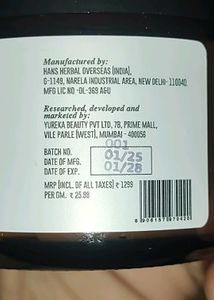 Manufactured by:
HANS HERBAL OVERSEAS (INDIA),
G-1149, NARELA INDUSTRIAL AREA, NEW DELHI- 110040.
MFG LIC NO -DL-369 A&U
Researched, developed and
marketed by:
YUREKA BEAUTY PVT LTD, 7B, PRIME MALL,
VILE PARLE (WEST), MUMBAI - 400056
BATCH NO. 001
DATE OF MFG. 01/25
DATE OF EXP. 01/28
MRP (INCL. OF ALL TAXES) ₹ 1299
PER GM. ₹ 25.98
8906157970420